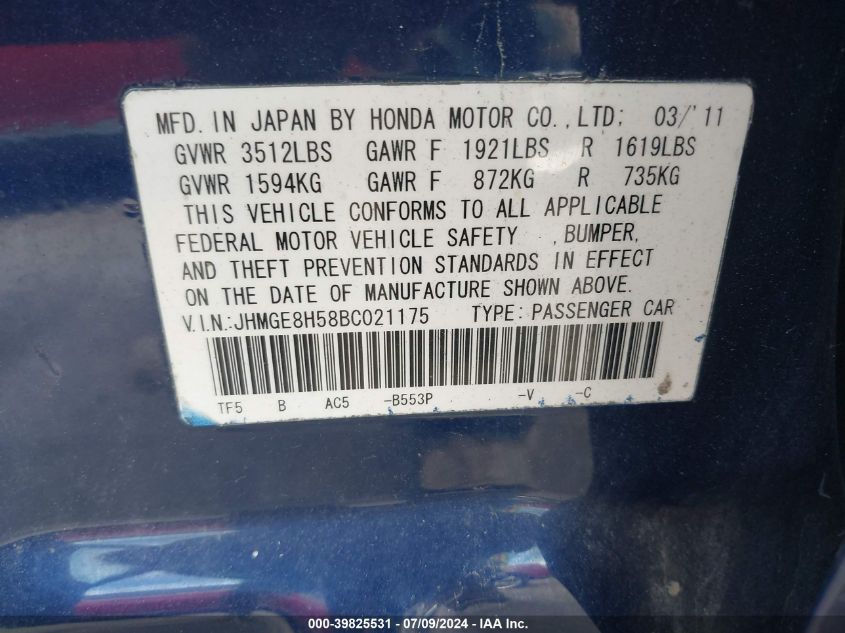 MFD. IN JAPAN BY HONDA MOTOR CO.,LTD; 03/'11
GVWR 3512LBS GAWR F 1921LBS R 1619LBS
GVWR 1594KG GAWR F 872KG R 735KG
THIS VEHICLE CONFORMS TO ALL APPLICABLE
FEDERAL MOTOR VEHICLE SAFETY , BUMPER,
AND THEFT PREVENTION STANDARDS IN EFFECT
ON THE DATE OF MANUFACTURE SHOWN ABOVE.
V.I.N.:JHMGE8H58BC021175 TYPE: PASSENGER CAR
TF5 B AC5 -B553P -V -C
000-39825531 - 07/09/2024 - IAAI Inc.